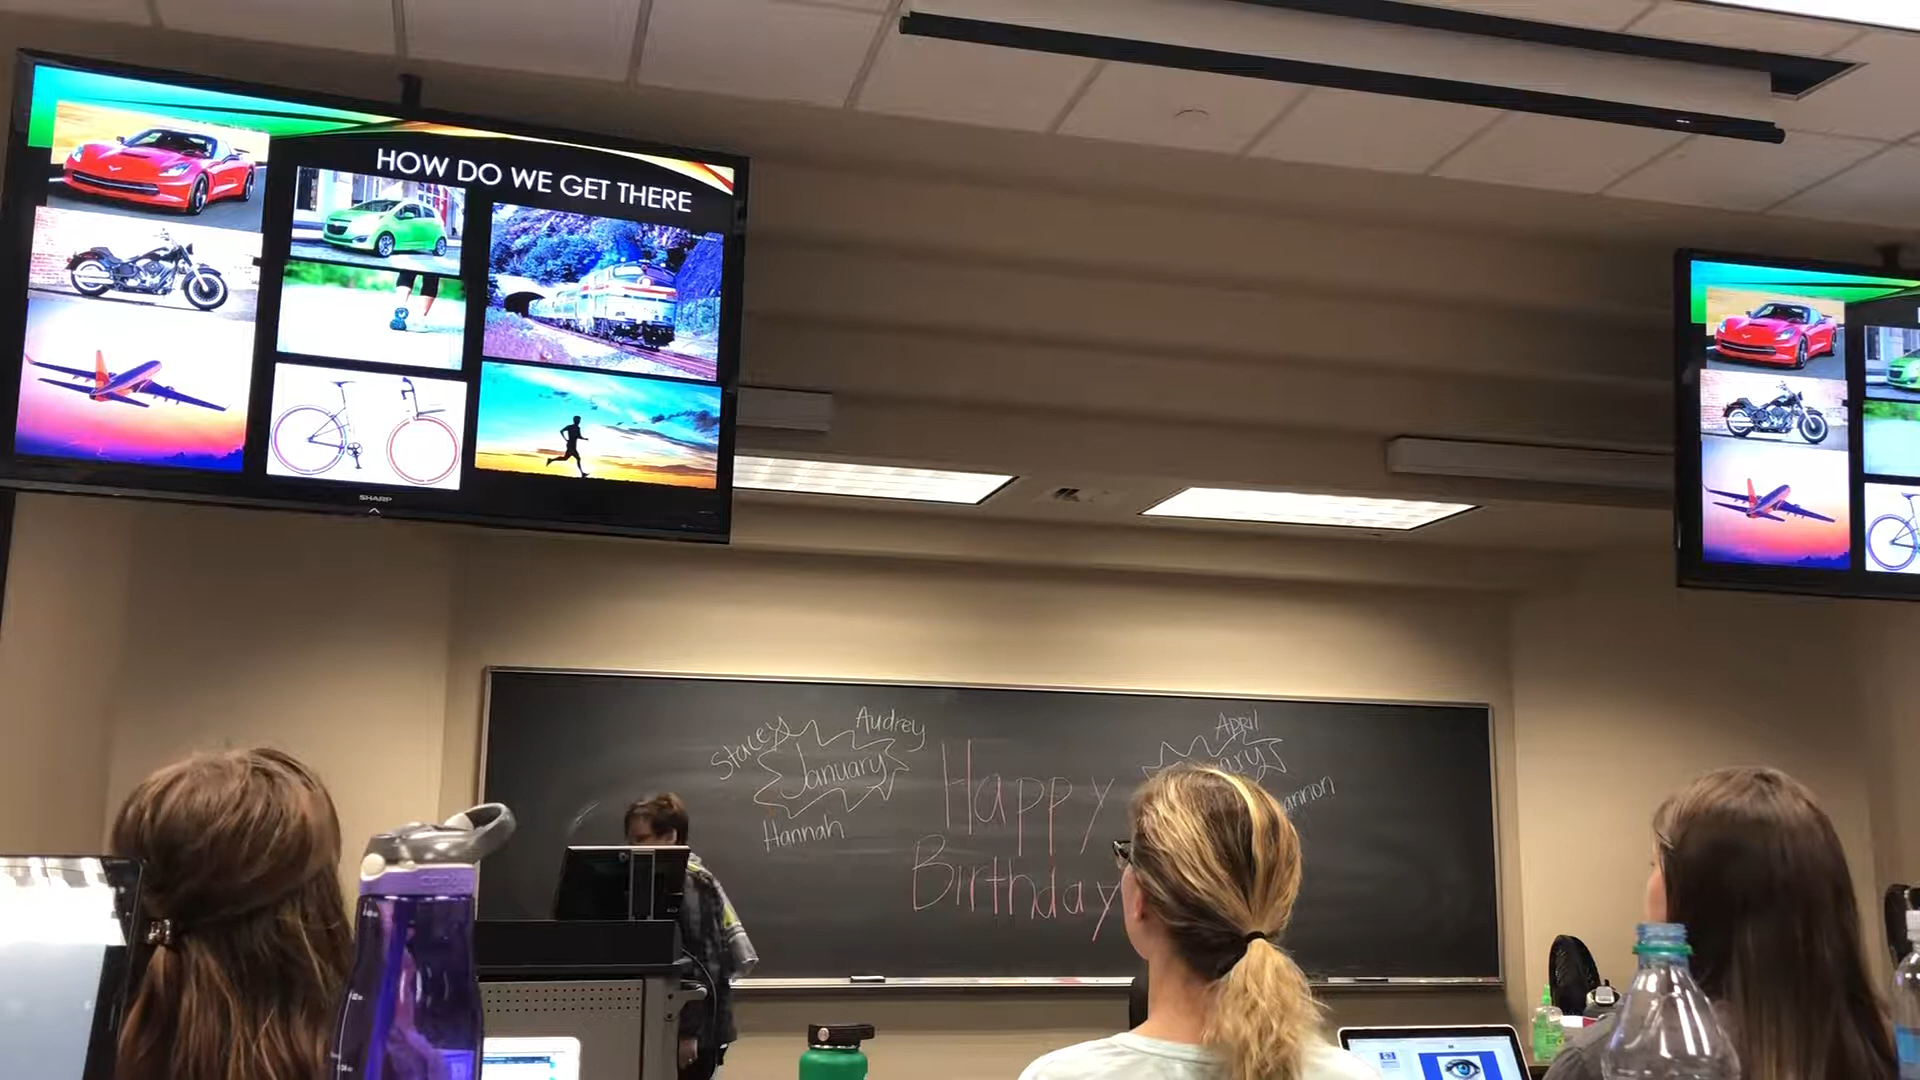 HOW DO WE GET THERE
SHARP
Stacey
Audrey
January
Hannah
Happy
Birthday
April